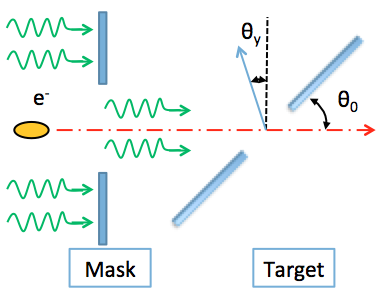 θy
θ0
e-
Mask
Target